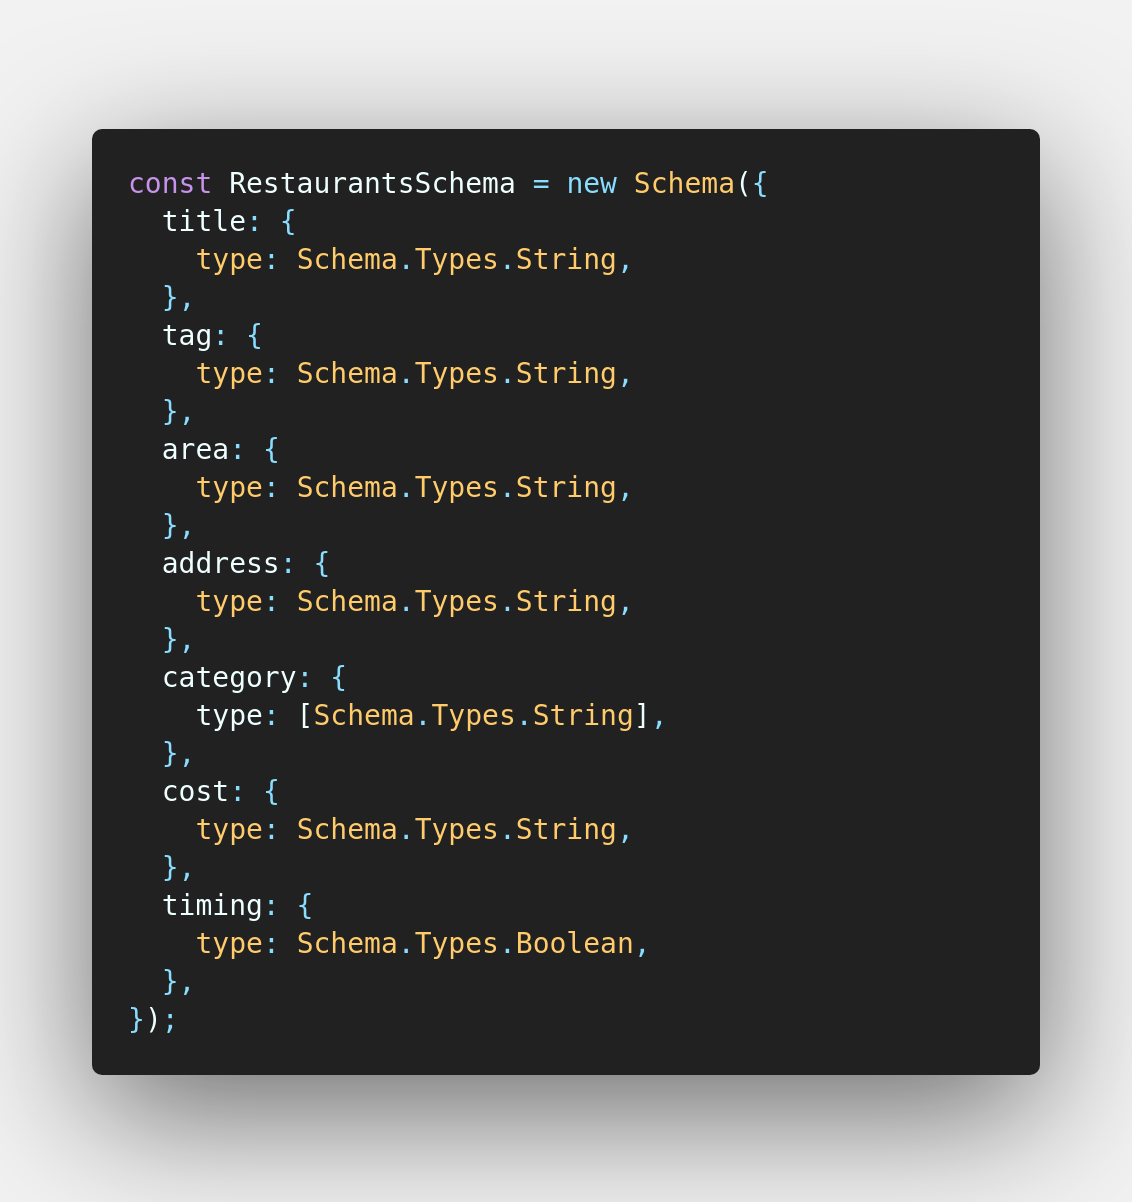 const RestaurantsSchema = new Schema({
  title: {
    type: Schema.Types.String,
  },
  tag: {
    type: Schema.Types.String,
  },
  area: {
    type: Schema.Types.String,
  },
  address: {
    type: Schema.Types.String,
  },
  category: {
    type: [Schema.Types.String],
  },
  cost: {
    type: Schema.Types.String,
  },
  timing: {
    type: Schema.Types.Boolean,
  },
});